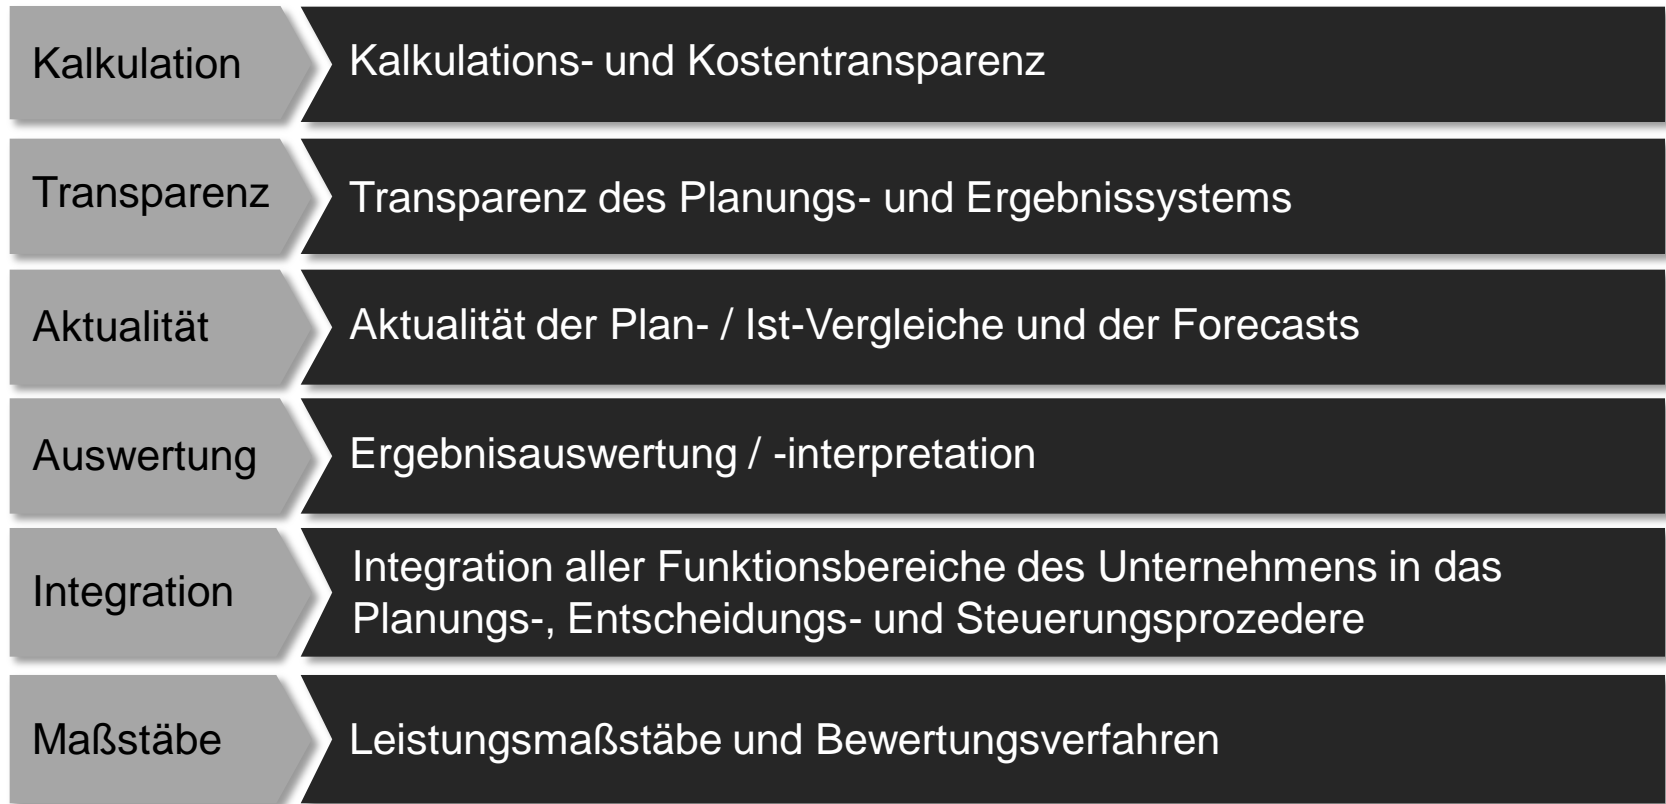 Kalkulation
Kalkulations- und Kostentransparenz
Transparenz
Transparenz des Planungs- und Ergebnissystems
Aktualität
Aktualität der Plan- / Ist-Vergleiche und der Forecasts
Auswertung
Ergebnisauswertung / -interpretation
Integration
Integration aller Funktionsbereiche des Unternehmens in das
Planungs-, Entscheidungs- und Steuerungsprozedere
Maßstäbe
Leistungsmaßstäbe und Bewertungsverfahren